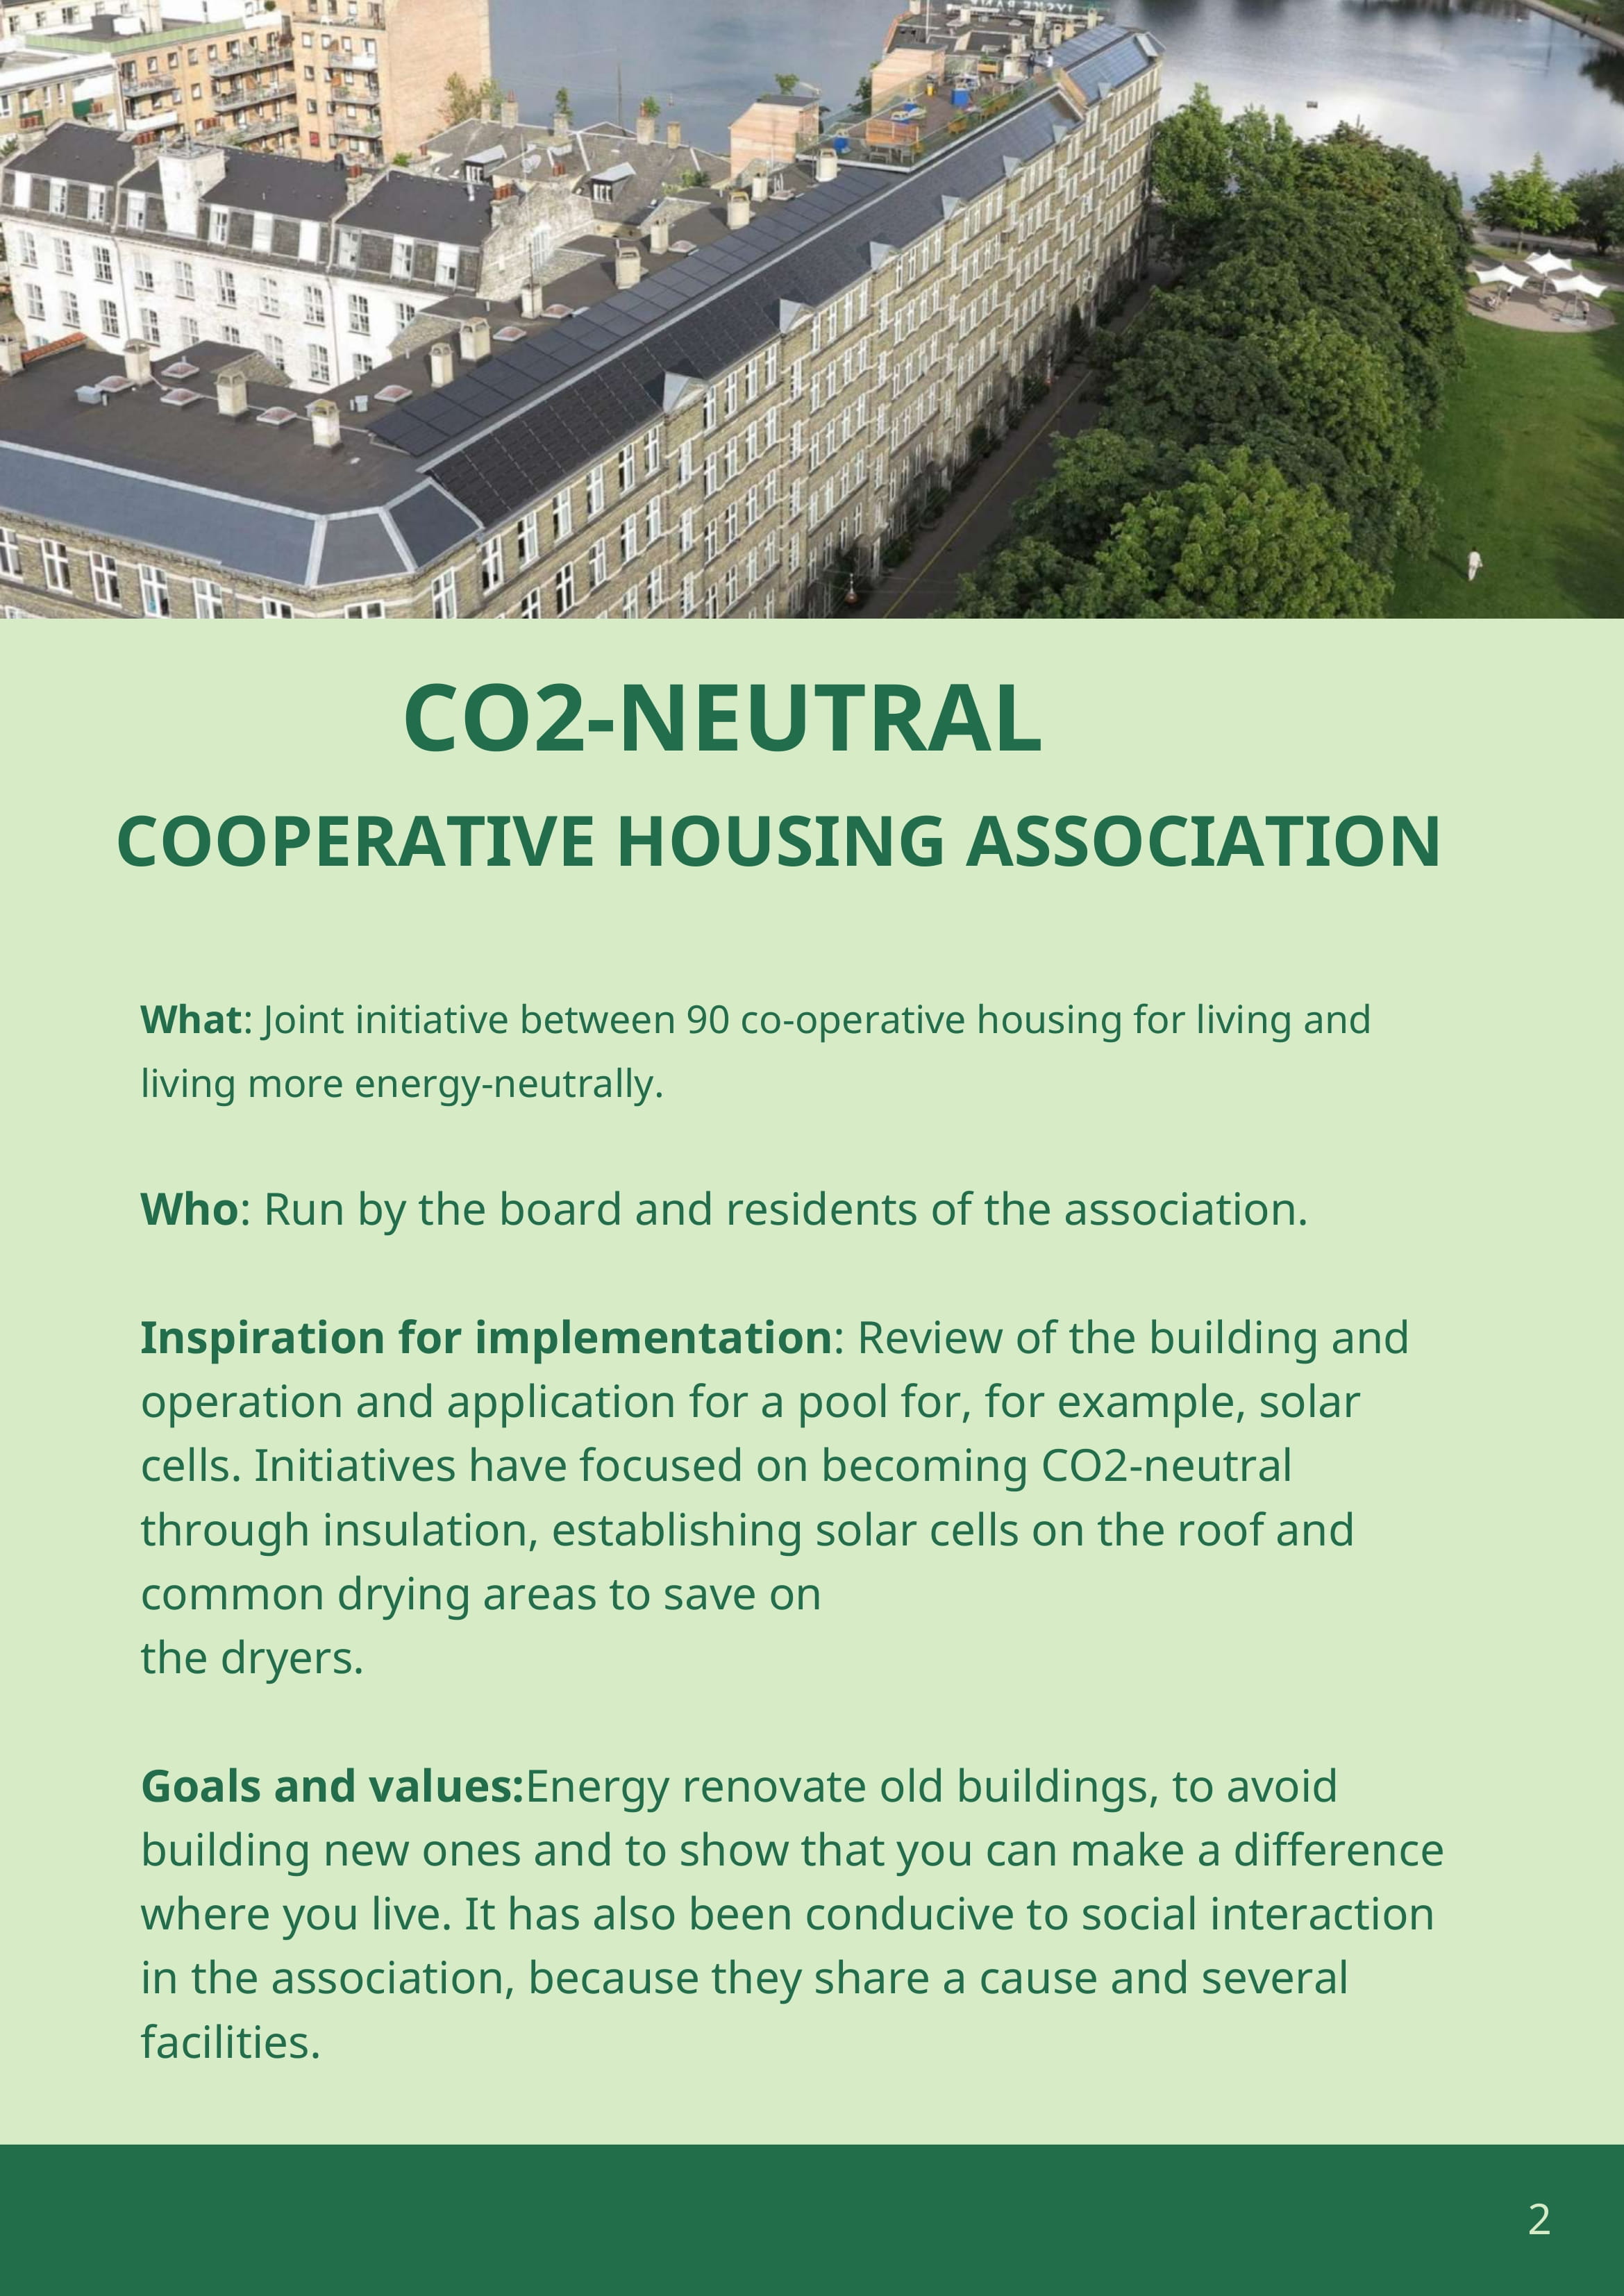 CO2-NEUTRAL
COOPERATIVE HOUSING ASSOCIATION
What: Joint initiative between 90 co-operative housing for living and
living more energy-neutrally.
Who: Run by the board and residents of the association.
Inspiration for implementation: Review of the building and
operation and application for a pool for, for example, solar
cells. Initiatives have focused on becoming CO2-neutral
through insulation, establishing solar cells on the roof and
common drying areas to save on
the dryers.
Goals and values:Energy renovate old buildings, to avoid
building new ones and to show that you can make a difference
where you live. It has also been conducive to social interaction
in the association, because they share a cause and several
facilities.
2